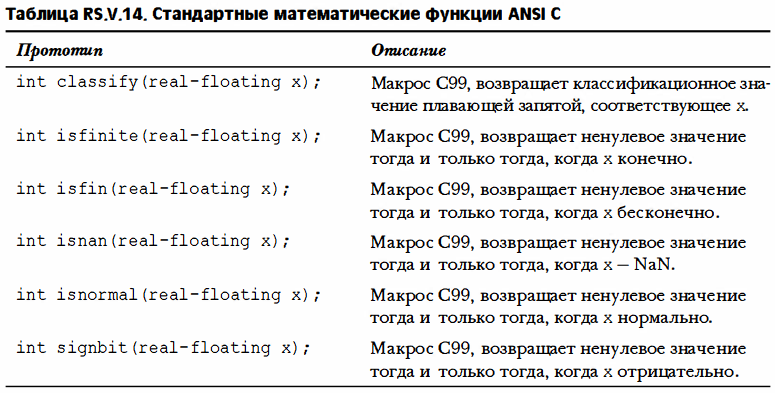 Таблица RS.V.14. Стандартные математические функции ANSI C
Прототип Описание
int classify(real-floating x); Макрос C99, возвращает классификационное зна-
чение плавающей запятой, соответствующее x.
int isfinite(real-floating x); Макрос C99, возвращает ненулевое значение
тогда и только тогда, когда x конечно.
int isfin(real-floating x); Макрос C99, возвращает ненулевое значение
тогда и только тогда, когда x бесконечно.
int isnan(real-floating x); Макрос C99, возвращает ненулевое значение
тогда и только тогда, когда x – NaN.
int isnormal(real-floating x); Макрос C99, возвращает ненулевое значение
тогда и только тогда, когда x нормально.
int signbit(real-floating x); Макрос C99, возвращает ненулевое значение
тогда и только тогда, когда x отрицательно.